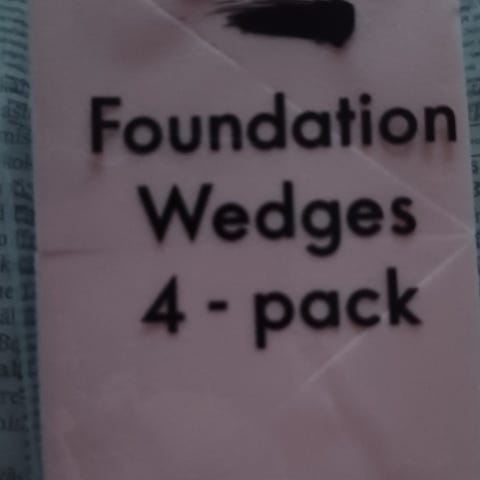 Foundation
Wedges
4 - pack